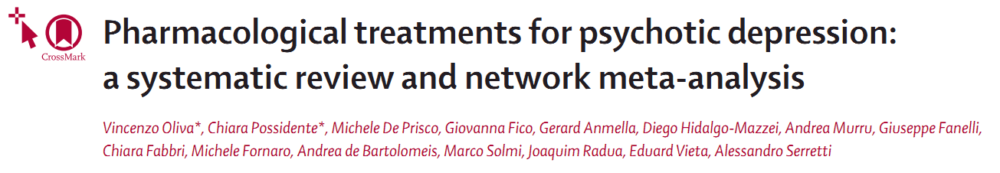 CrossMark
Pharmacological treatments for psychotic depression:
a systematic review and network meta-analysis
Vincenzo Oliva*, Chiara Possidente*, Michele De Prisco, Giovanna Fico, Gerard Anmella, Diego Hidalgo-Mazzei, Andrea Murru, Giuseppe Fanelli,
Chiara Fabbri, Michele Fornaro, Andrea de Bartolomeis, Marco Solmi, Joaquim Radua, Eduard Vieta, Alessandro Serretti